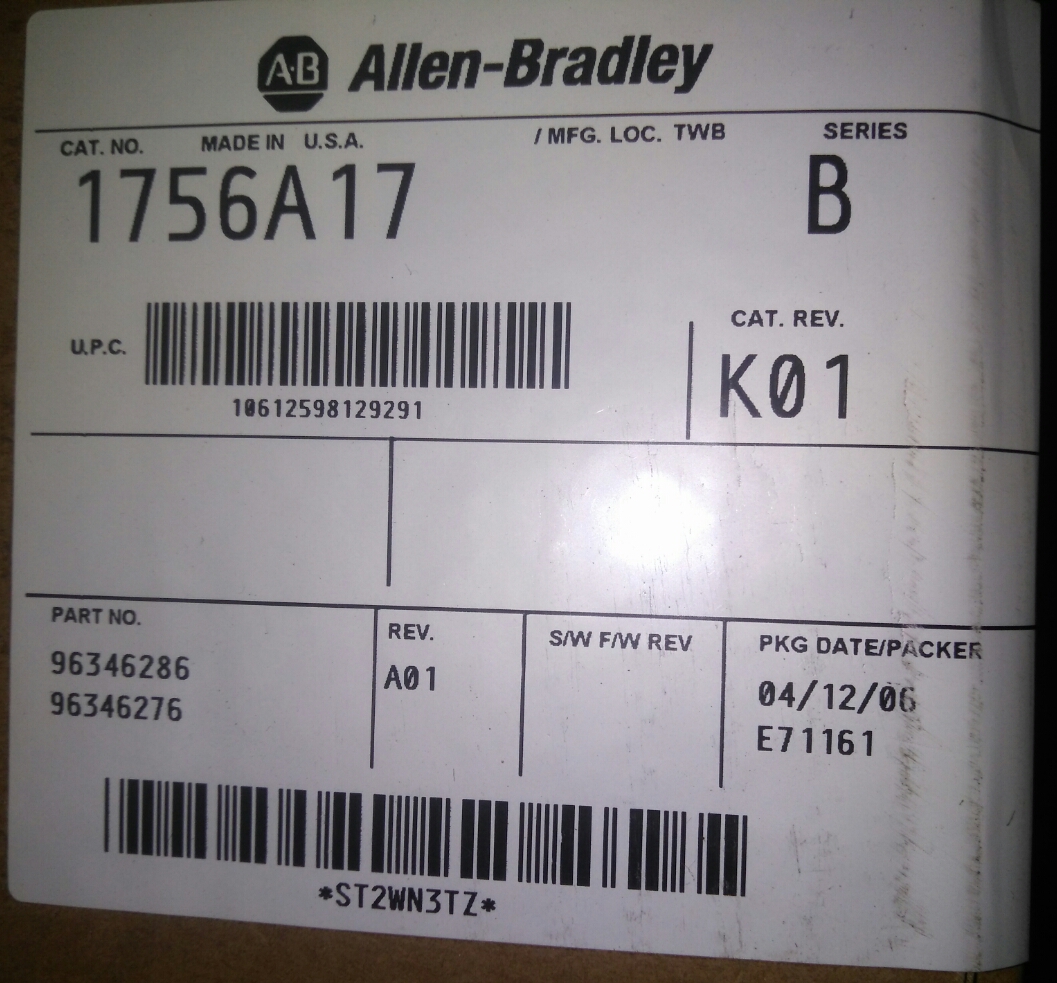 A·B Allen-Bradley
CAT. NO. MADE IN U.S.A. / MFG. LOC. TWB SERIES
1756A17 B
CAT. REV.
U.P.C. K01
10612598129291
PART NO. REV. S/W F/W REV PKG DATE/PACKER
96346286 A01 04/12/06
96346276 E71161
*ST2WN3TZ*